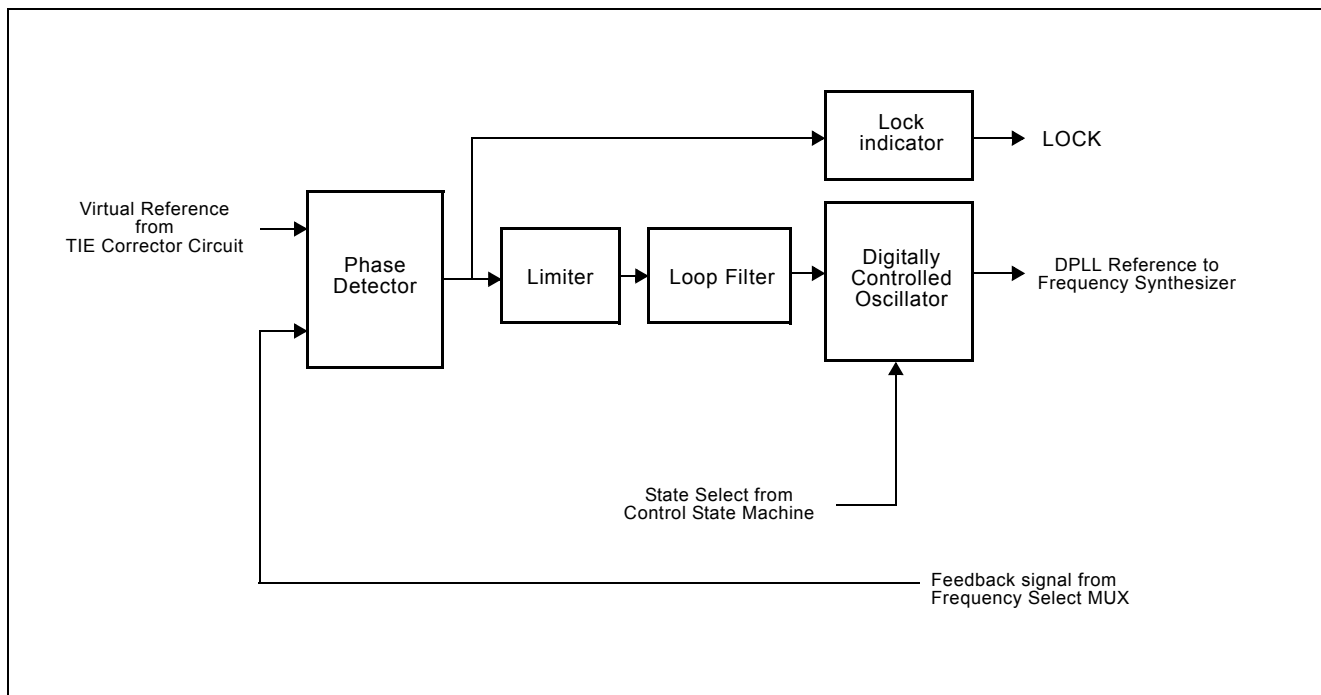 Lock
indicator
LOCK
Virtual Reference
from
TIE Corrector Circuit
Phase
Detector
Limiter
Loop Filter
Digitally
Controlled
Oscillator
DPLL Reference to
Frequency Synthesizer
State Select from
Control State Machine
Feedback signal from
Frequency Select MUX